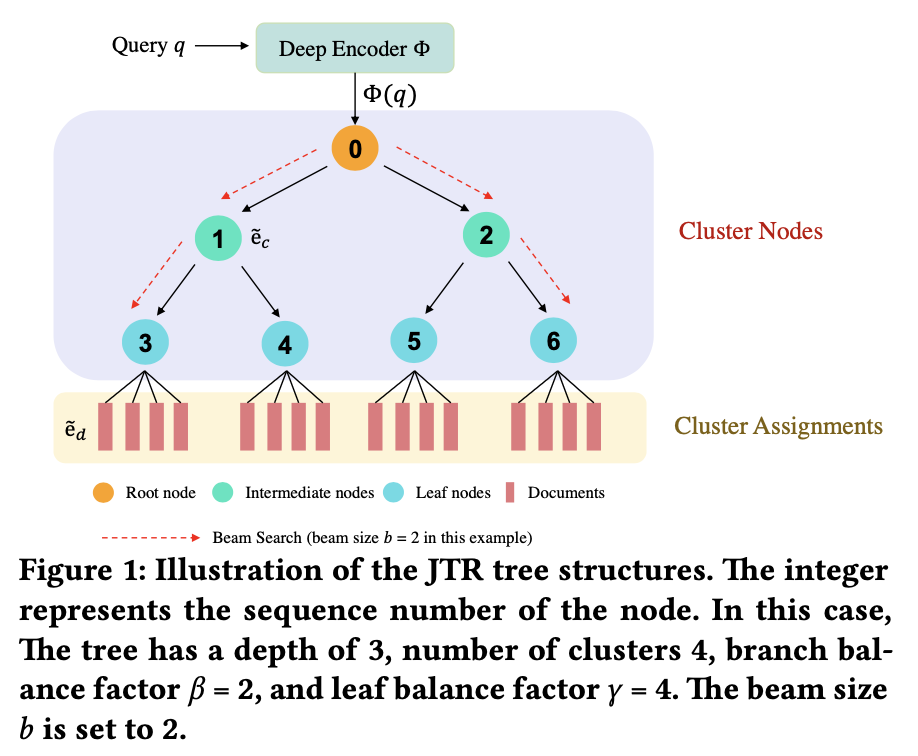 Query q
Deep Encoder Φ
Φ(q)
0
1
ẽ_c
2
Cluster Nodes
3
4
5
6
ẽ_d
Cluster Assignments
Root node
Intermediate nodes
Leaf nodes
Documents
Beam Search (beam size b = 2 in this example)
Figure 1: Illustration of the JTR tree structures. The integer
represents the sequence number of the node. In this case,
The tree has a depth of 3, number of clusters 4, branch bal-
ance factor β = 2, and leaf balance factor γ = 4. The beam size
b is set to 2.